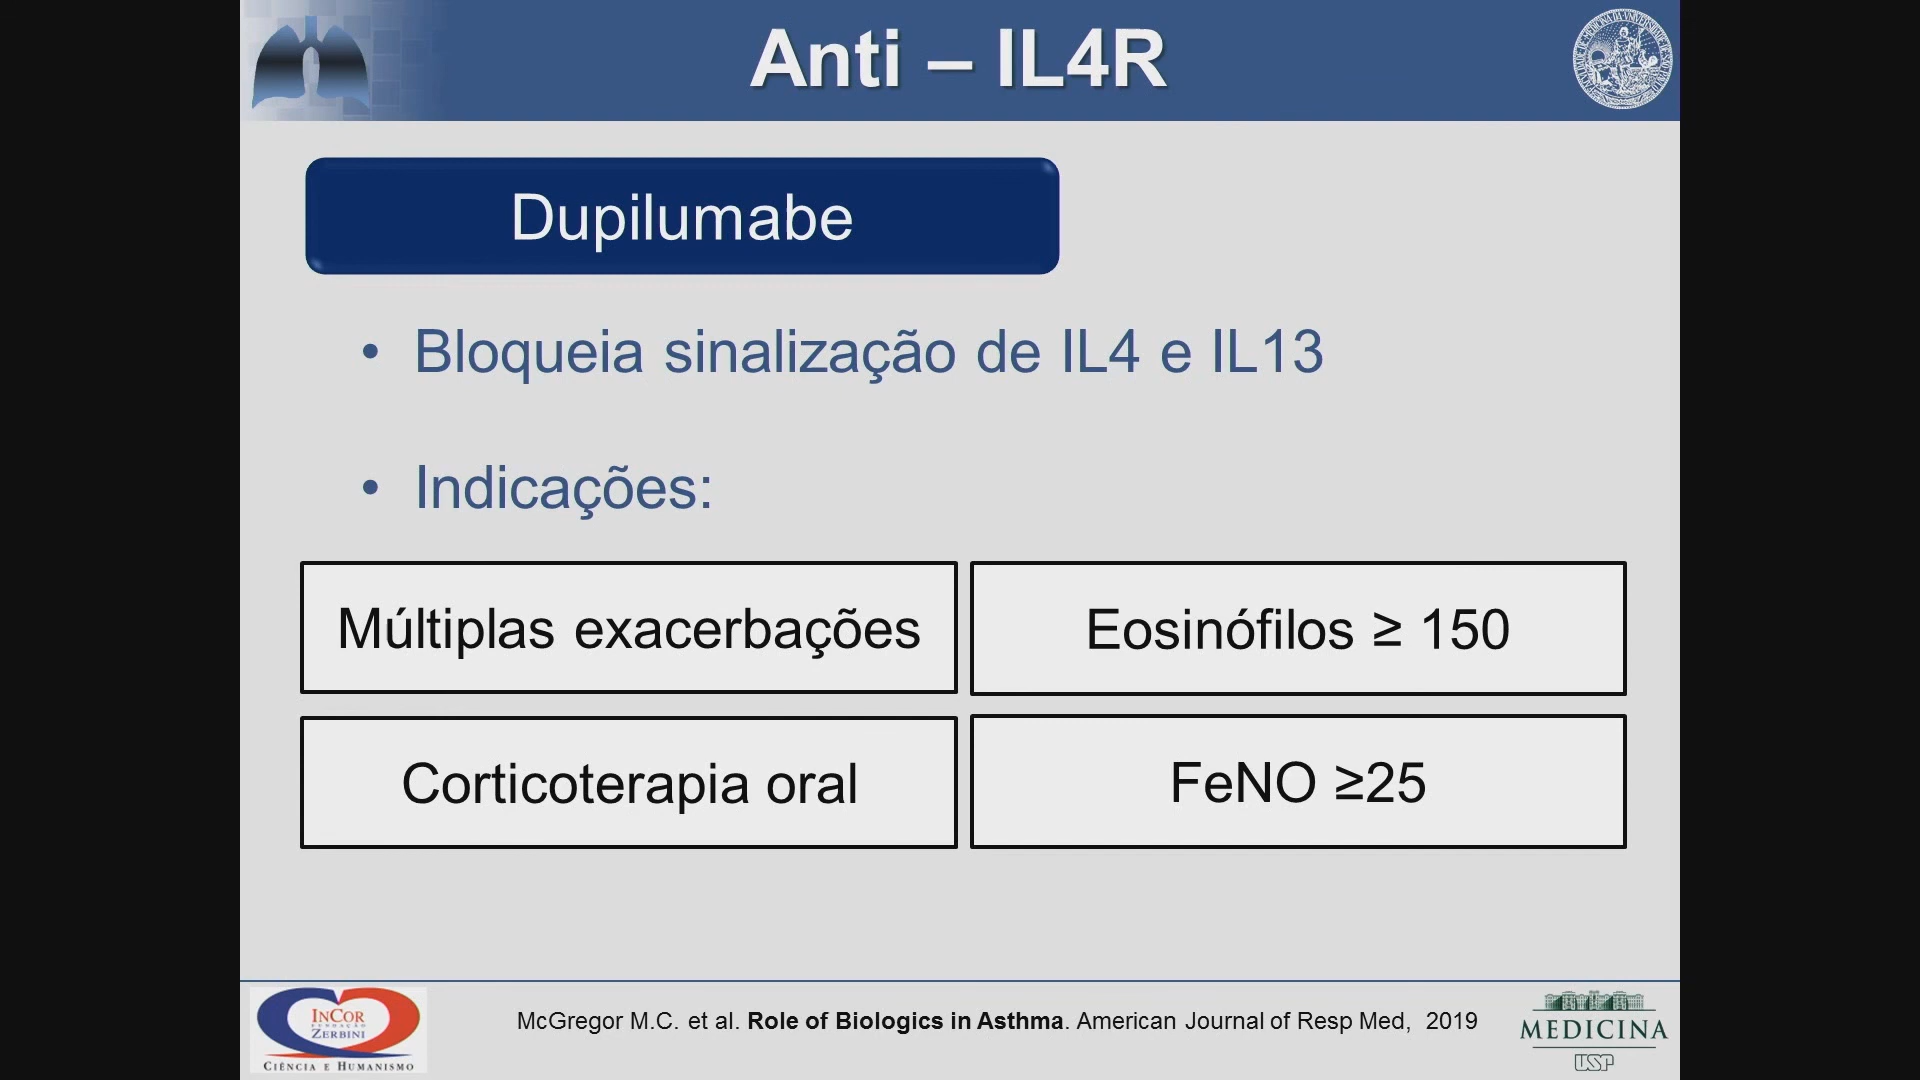 Anti – IL4R
Dupilumabe
• Bloqueia sinalização de IL4 e IL13
• Indicações:
Múltiplas exacerbações
Eosinófilos ≥ 150
Corticoterapia oral
FeNO ≥25
INCOR
FUNDAÇÃO
ZERBINI
CIÊNCIA E HUMANISMO
McGregor M.C. et al. Role of Biologics in Asthma. American Journal of Resp Med, 2019
MEDICINA
USP